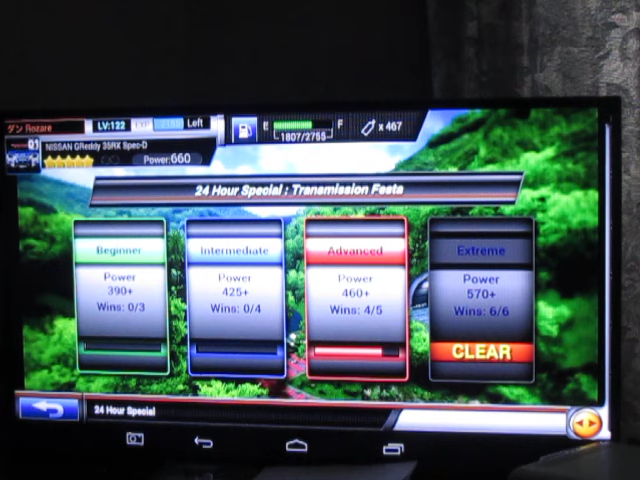 ダン Rozare LV:122 EXP Left E F 1807/2755 x 467
NISSAN GReddy 35RX Spec-D
Power:660
24 Hour Special : Transmission Festa
Beginner Intermediate Advanced Extreme
Power Power Power Power
390+ 425+ 460+ 570+
Wins: 0/3 Wins: 0/4 Wins: 4/5 Wins: 6/6
CLEAR
24 Hour Special